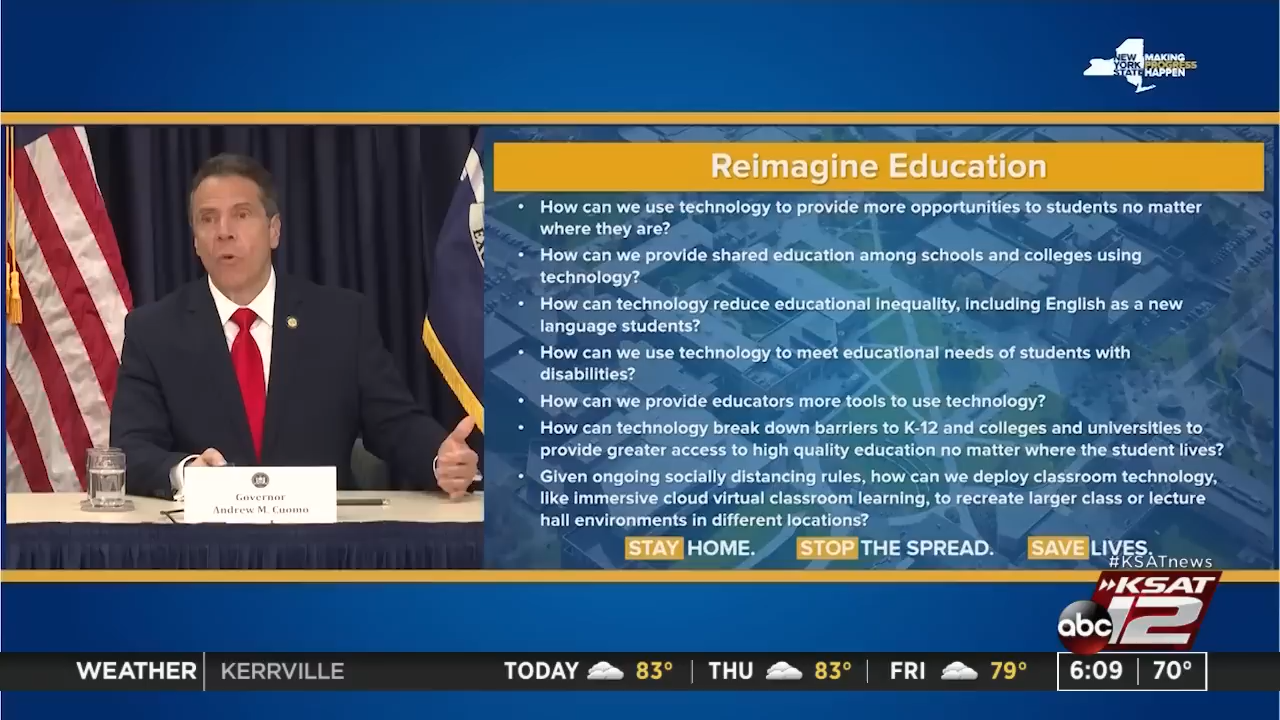 NEW YORK STATE
MAKING PROGRESS HAPPEN
Reimagine Education
• How can we use technology to provide more opportunities to students no matter
where they are?
• How can we provide shared education among schools and colleges using
technology?
• How can technology reduce educational inequality, including English as a new
language students?
• How can we use technology to meet educational needs of students with
disabilities?
• How can we provide educators more tools to use technology?
• How can technology break down barriers to K-12 and colleges and universities to
provide greater access to high quality education no matter where the student lives?
• Given ongoing socially distancing rules, how can we deploy classroom technology,
like immersive cloud virtual classroom learning, to recreate larger class or lecture
hall environments in different locations?
STAY HOME. STOP THE SPREAD. SAVE LIVES.
Governor
Andrew M. Cuomo
#KSATnews
KSAT
abc 12
WEATHER KERRVILLE TODAY 83° THU 83° FRI 79° 6:09 70°